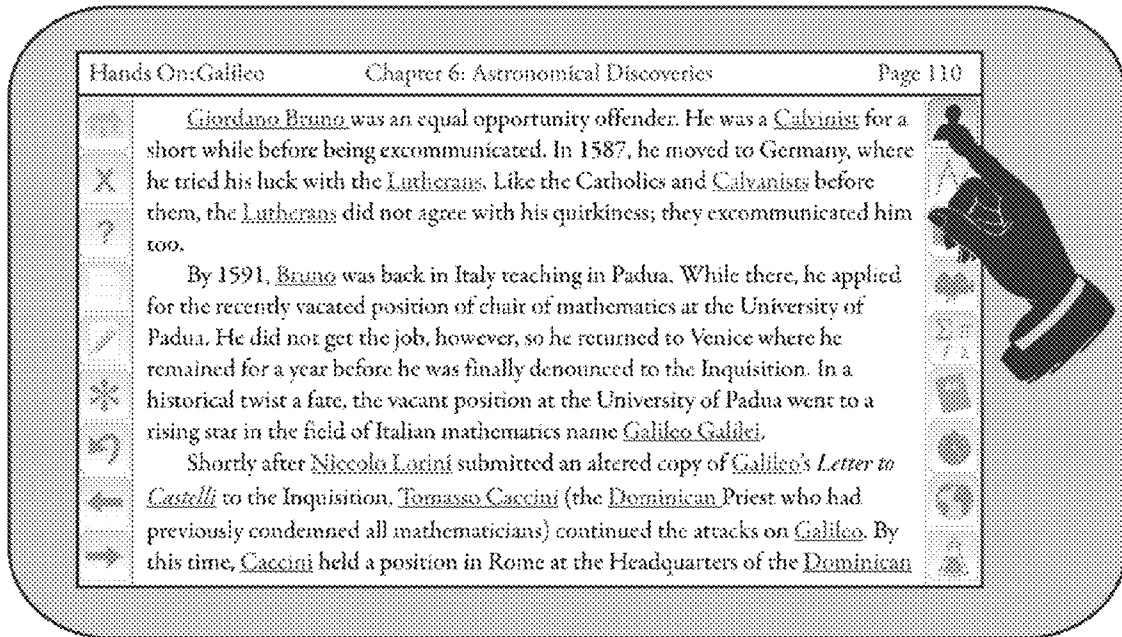 Hands On:Galileo Chapter 6: Astronomical Discoveries Page 110
Giordano Bruno was an equal opportunity offender. He was a Calvinist for a
short while before being excommunicated. In 1587, he moved to Germany, where
he tried his luck with the Lutherans. Like the Catholics and Calvanists before
them, the Lutherans did not agree with his quirkiness; they excommunicated him
too.
By 1591, Bruno was back in Italy teaching in Padua. While there, he applied
for the recently vacated position of chair of mathematics at the University of
Padua. He did not get the job, however, so he returned to Venice where he
remained for a year before he was finally denounced to the Inquisition. In a
historical twist a fate, the vacant position at the University of Padua went to a
rising star in the field of Italian mathematics name Galileo Galilei.
Shortly after Niccolo Lorini submitted an altered copy of Galileo's Letter to
Castelli to the Inquisition, Tomasso Caccini (the Dominican Priest who had
previously condemned all mathematicians) continued the attacks on Galileo. By
this time, Caccini held a position in Rome at the Headquarters of the Dominican
X
?
Σ π